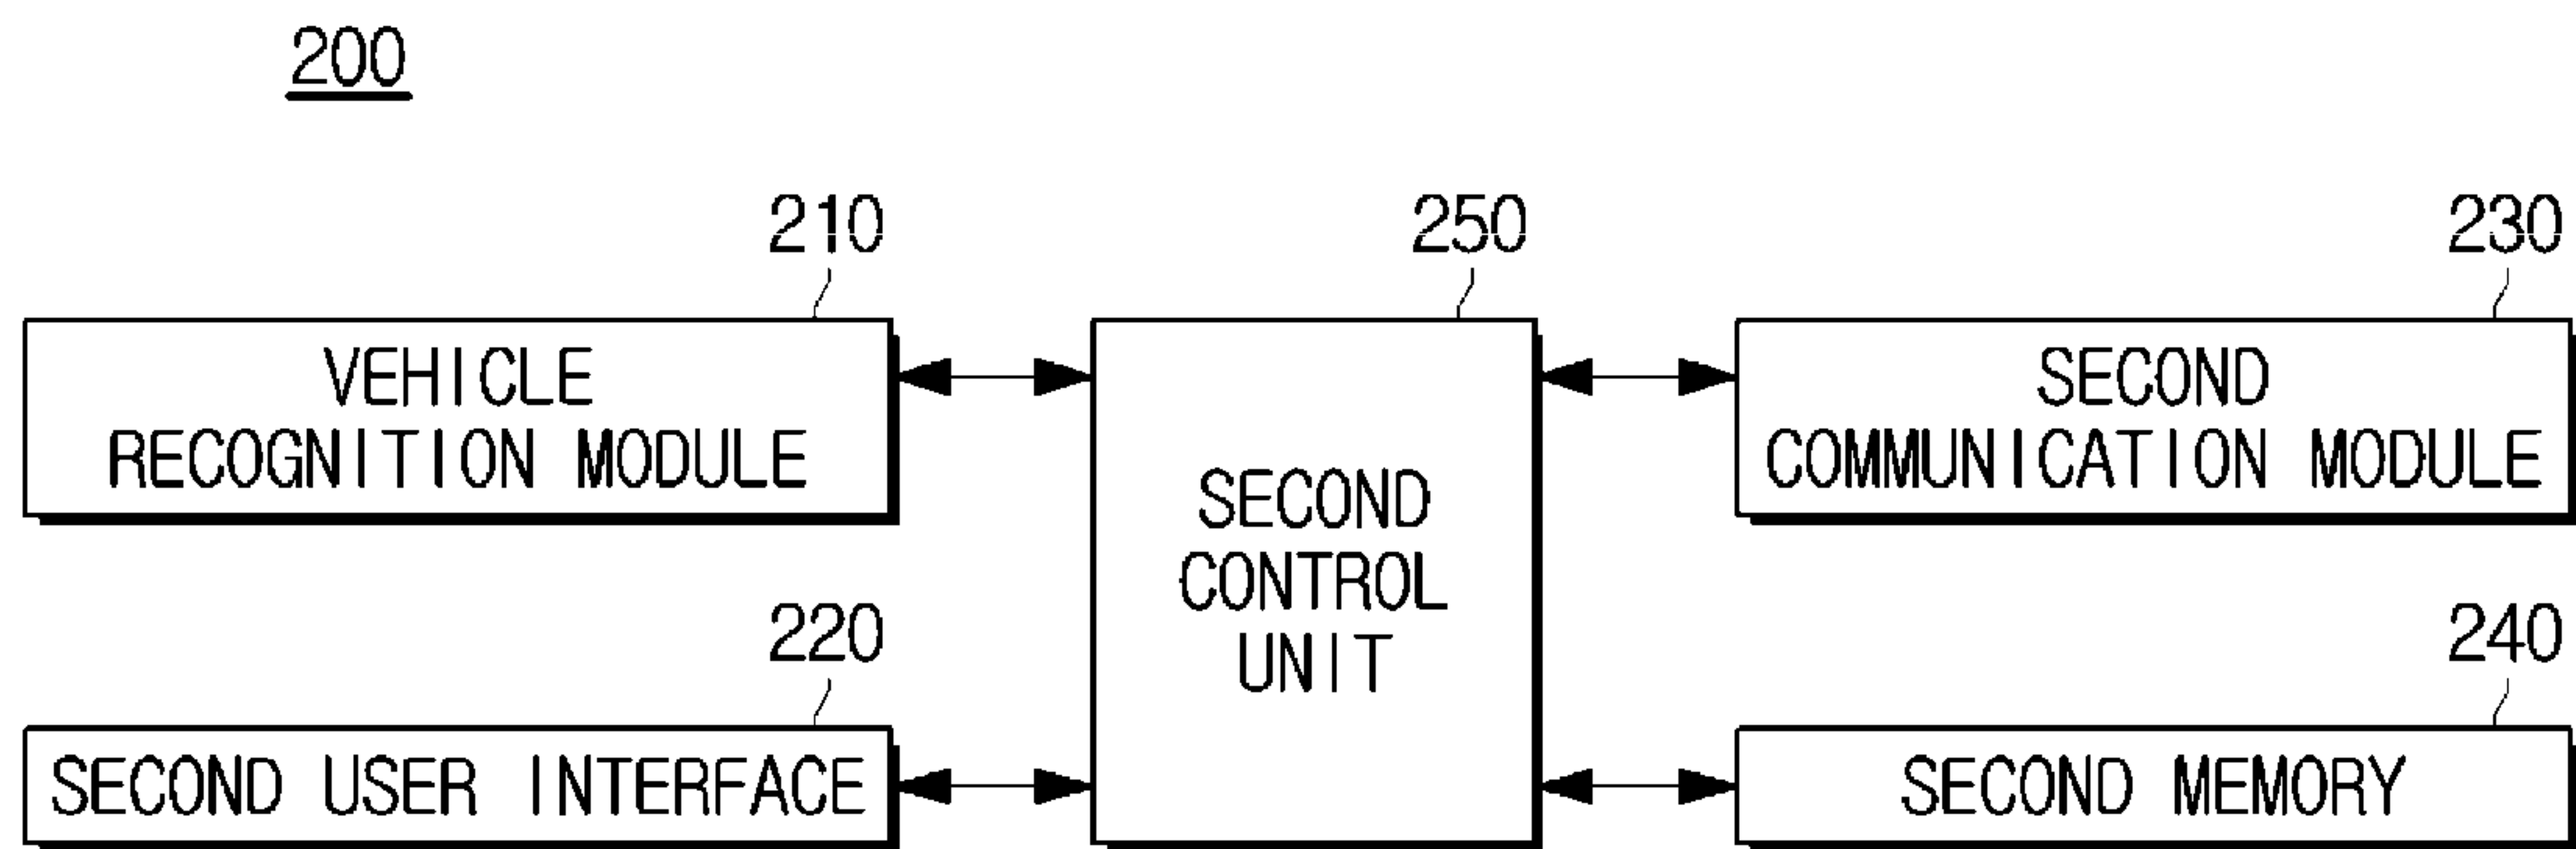 200
210
250
230
VEHICLE
RECOGNITION MODULE
SECOND
CONTROL
UNIT
SECOND
COMMUNICATION MODULE
220
240
SECOND USER INTERFACE
SECOND MEMORY